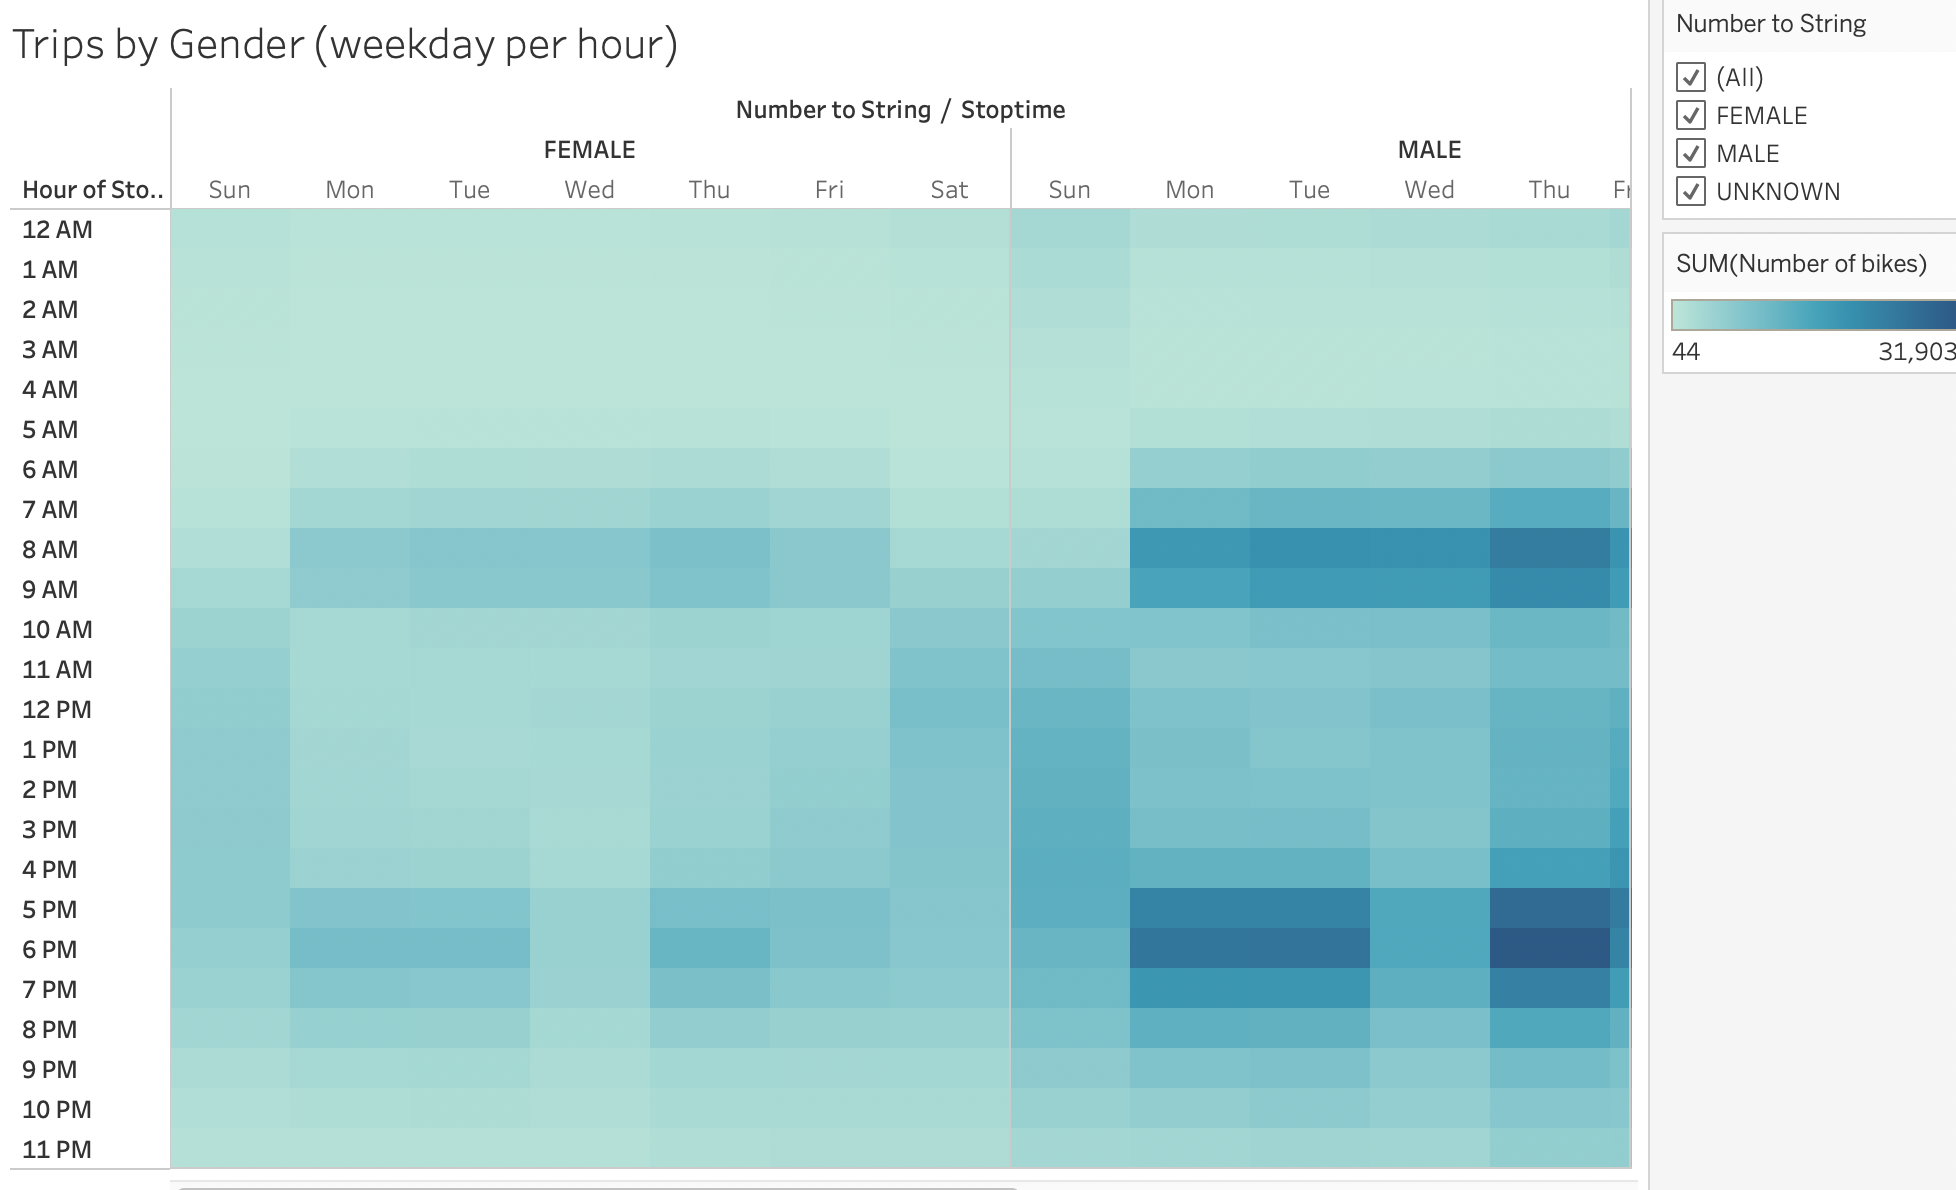 Trips by Gender (weekday per hour)
Number to String / Stoptime
FEMALE MALE
Hour of Sto.. Sun Mon Tue Wed Thu Fri Sat Sun Mon Tue Wed Thu Fr
12 AM
1 AM
2 AM
3 AM
4 AM
5 AM
6 AM
7 AM
8 AM
9 AM
10 AM
11 AM
12 PM
1 PM
2 PM
3 PM
4 PM
5 PM
6 PM
7 PM
8 PM
9 PM
10 PM
11 PM
Number to String
(All)
FEMALE
MALE
UNKNOWN
SUM(Number of bikes)
44 31,903